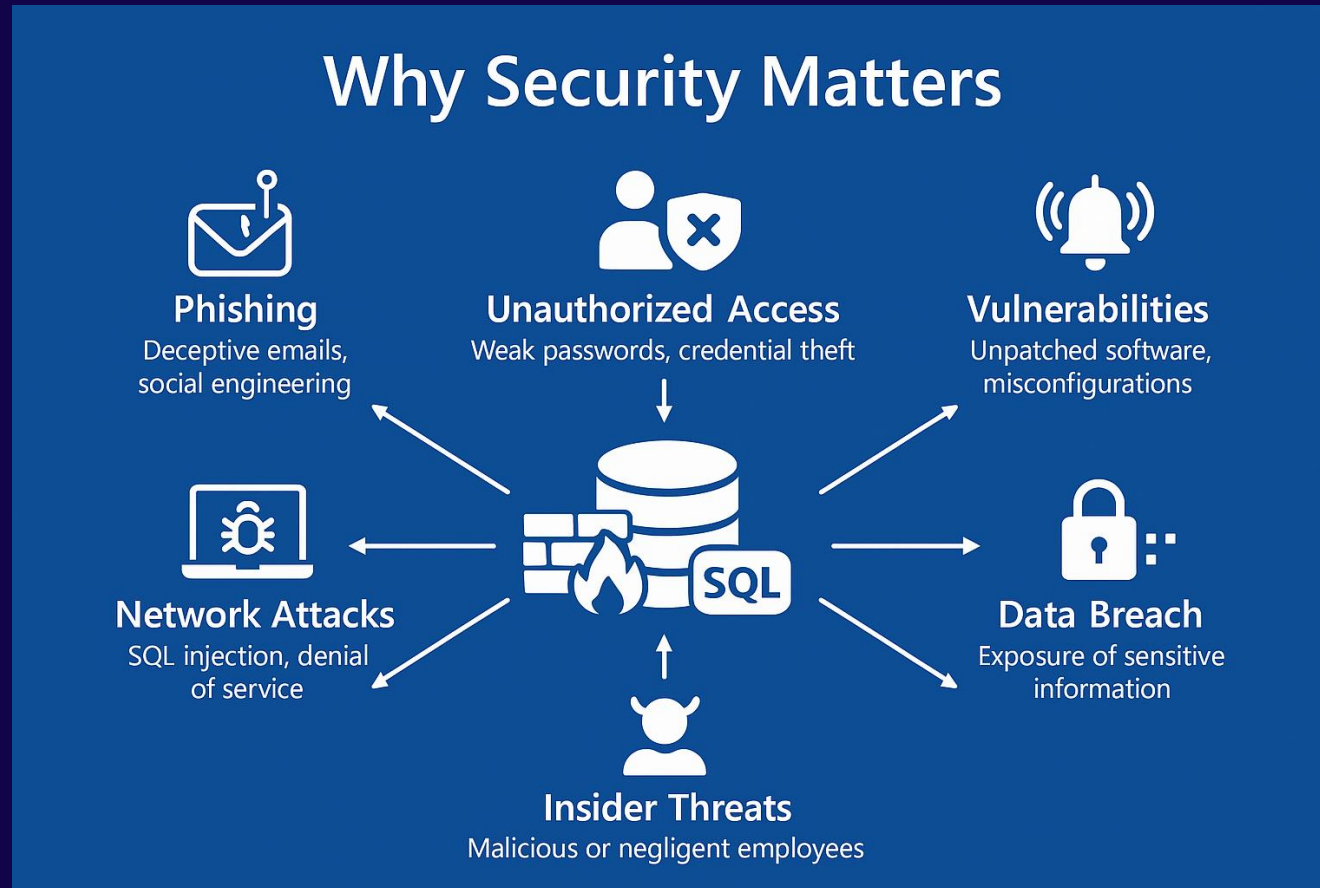 Why Security Matters
Phishing
Deceptive emails,
social engineering
Unauthorized Access
Weak passwords, credential theft
Vulnerabilities
Unpatched software,
misconfigurations
Network Attacks
SQL injection, denial
of service
SQL
Data Breach
Exposure of sensitive
information
Insider Threats
Malicious or negligent employees